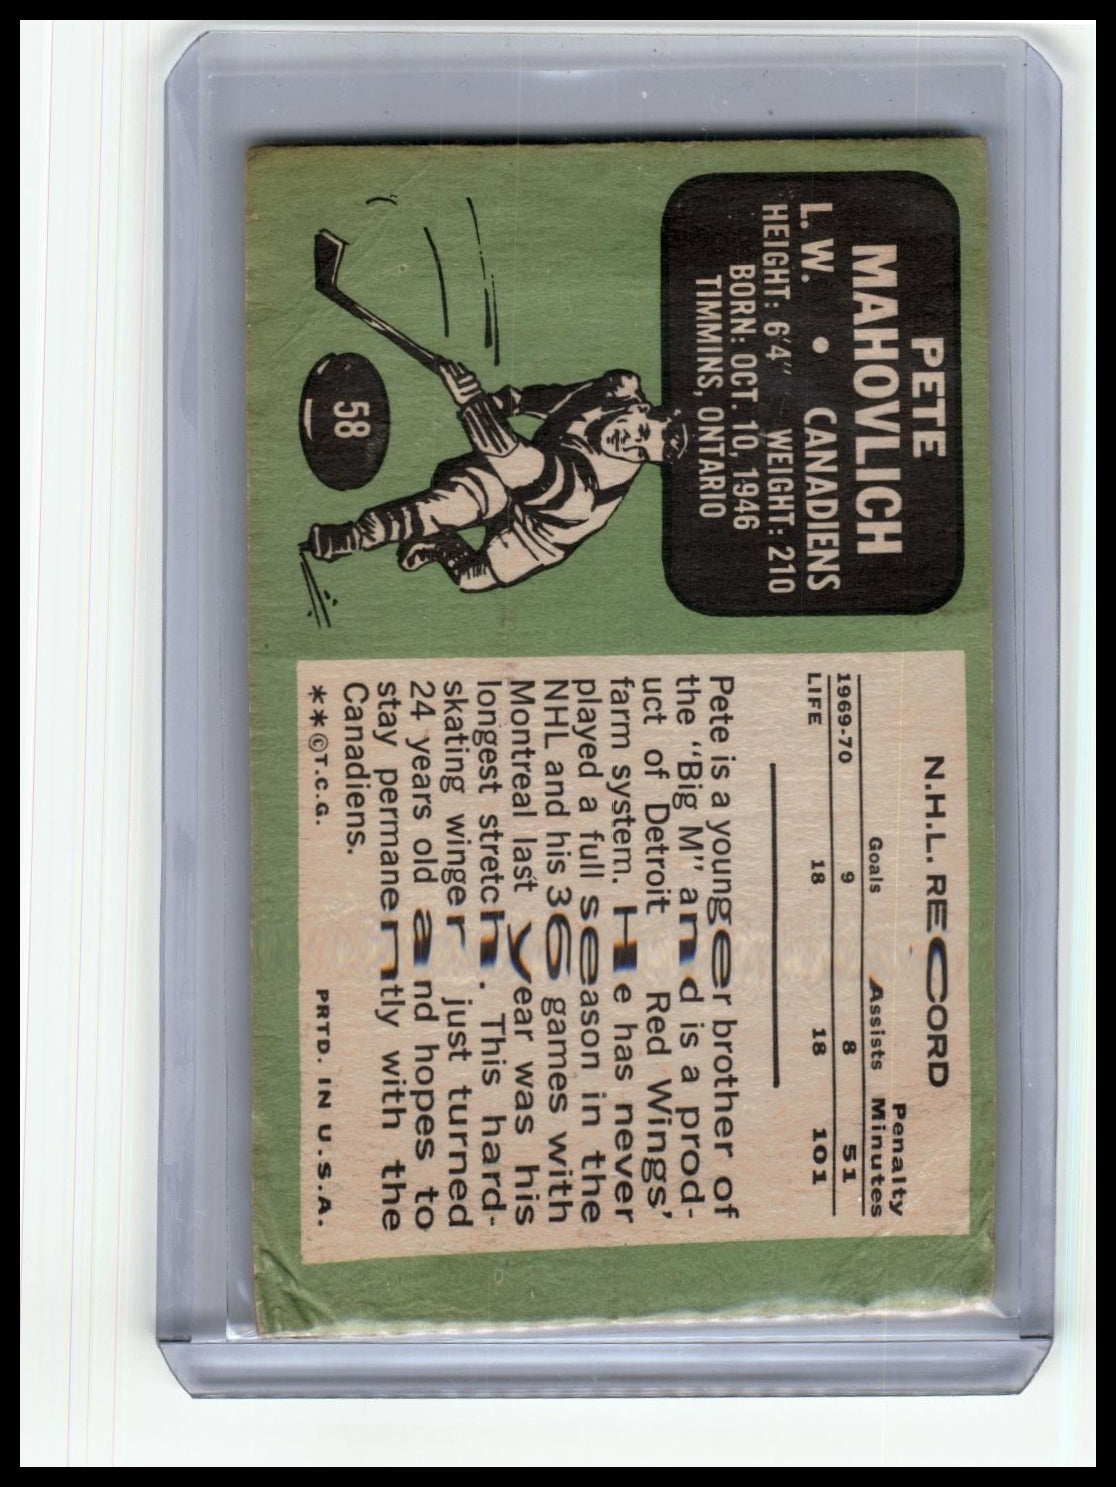 PETE
MAHOVLICH
L. W. • CANADIENS
HEIGHT: 6'4" WEIGHT: 210
BORN: OCT. 10, 1946
TIMMINS, ONTARIO
58
N.H.L. RECORD
Goals Assists Penalty Minutes
1969-70 9 8 51
LIFE 18 18 101
Pete is a younger brother of
the "Big M" and is a prod-
uct of Detroit Red Wings'
farm system. He has never
played a full season in the
NHL and his 36 games with
Montreal last year was his
longest stretch. This hard-
skating winger just turned
24 years old and hopes to
stay permanently with the
Canadiens.
**©T.C.G. PRTD. IN U.S.A.